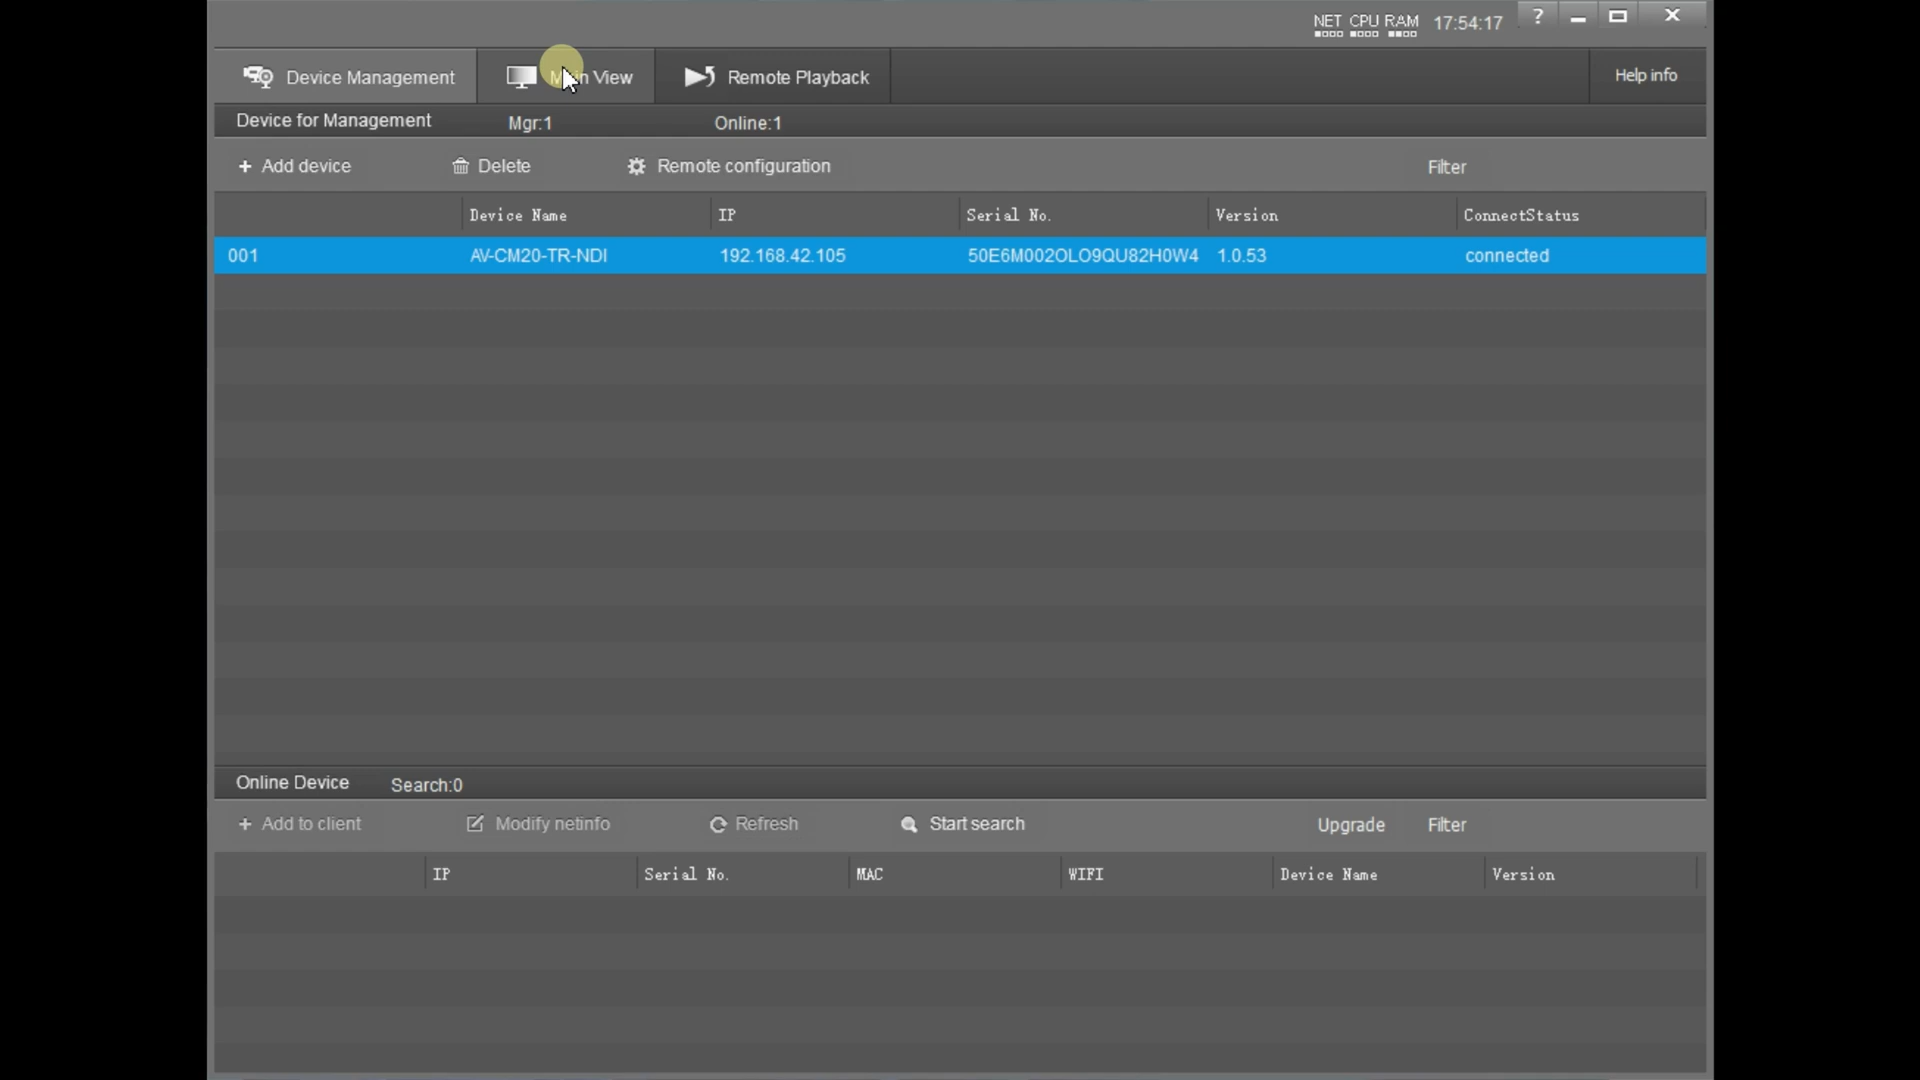 NET CPU RAM 17:54:17 ?
Device Management
View
Remote Playback
Help info
Device for Management Mgr:1 Online:1
+ Add device Delete Remote configuration Filter
Device Name IP Serial No. Version ConnectStatus
001 AV-CM20-TR-NDI 192.168.42.105 50E6M002OLO9QU82H0W4 1.0.53 connected
Online Device Search:0
+ Add to client Modify netinfo Refresh Start search Upgrade Filter
IP Serial No. MAC WIFI Device Name Version